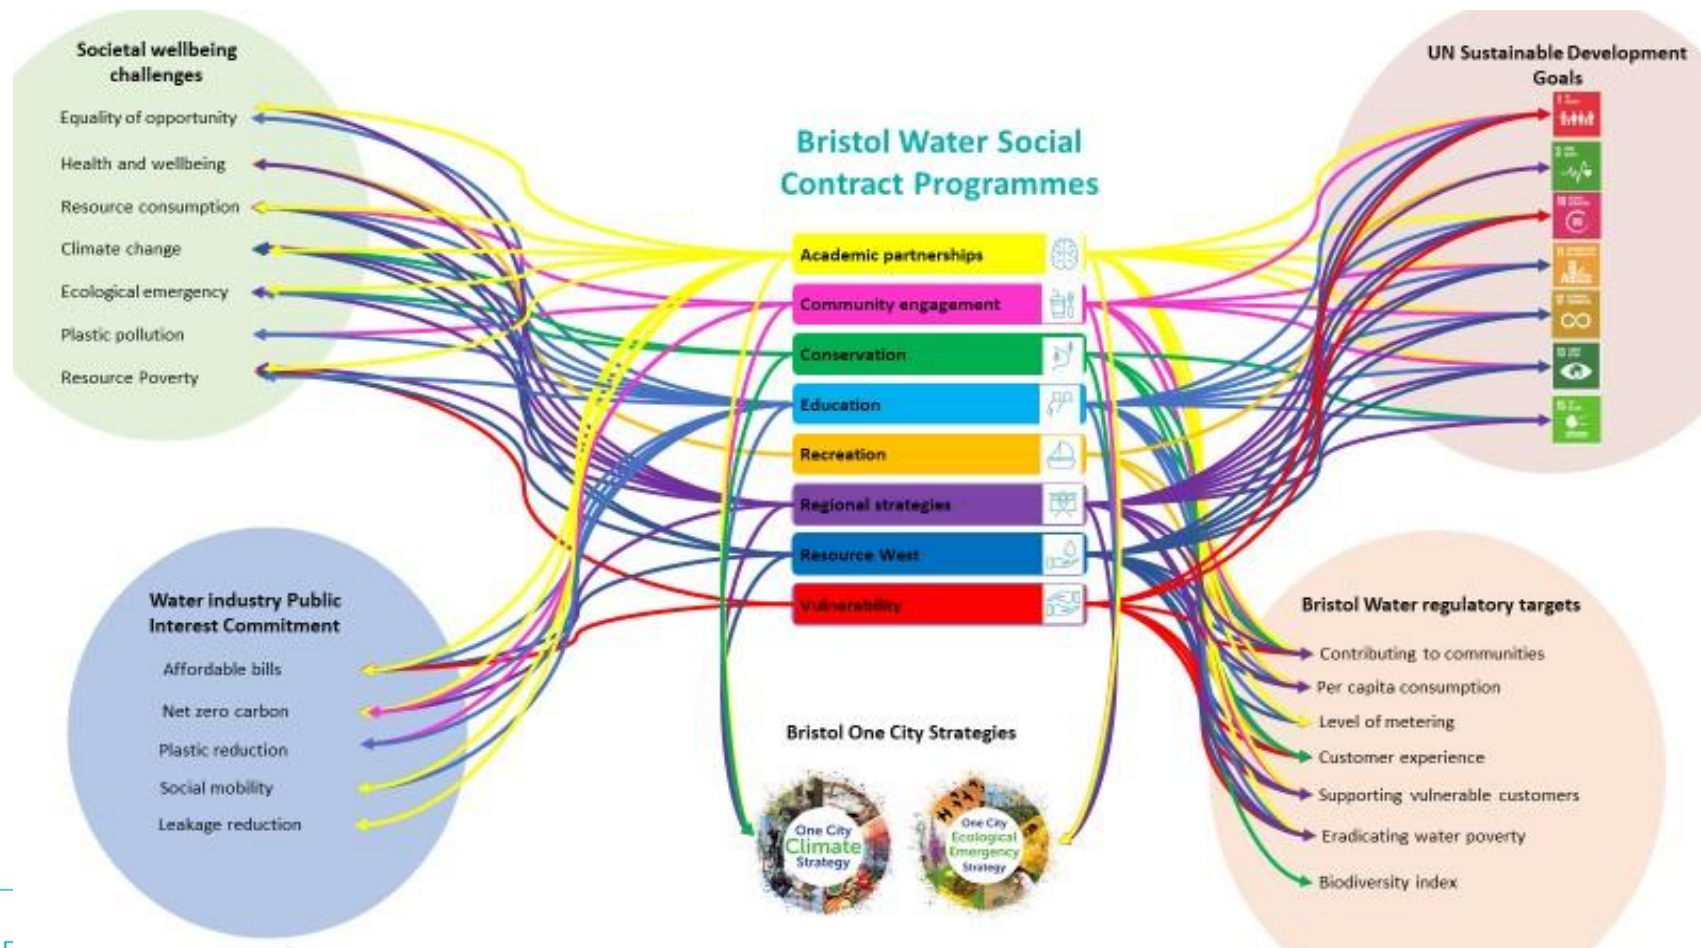 Societal wellbeing
challenges
Equality of opportunity
Health and wellbeing
Resource consumption
Climate change
Ecological emergency
Plastic pollution
Resource Poverty
Water industry Public
Interest Commitment
Affordable bills
Net zero carbon
Plastic reduction
Social mobility
Leakage reduction
Bristol Water Social
Contract Programmes
Academic partnerships
Community engagement
Conservation
Education
Recreation
Regional strategies
Resource West
Vulnerability
Bristol One City Strategies
One City
Climate
Strategy
One City
Ecological
Emergency
Strategy
UN Sustainable Development
Goals
Bristol Water regulatory targets
Contributing to communities
Per capita consumption
Level of metering
Customer experience
Supporting vulnerable customers
Eradicating water poverty
Biodiversity index